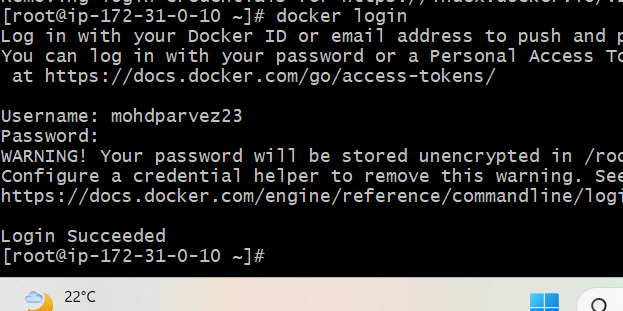 [root@ip-172-31-0-10 ~]# docker login
Log in with your Docker ID or email address to push and p
You can log in with your password or a Personal Access To
at https://docs.docker.com/go/access-tokens/
Username: mohdparvez23
Password:
WARNING! Your password will be stored unencrypted in /roo
Configure a credential helper to remove this warning. See
https://docs.docker.com/engine/reference/commandline/logi
Login Succeeded
[root@ip-172-31-0-10 ~]#
22°C